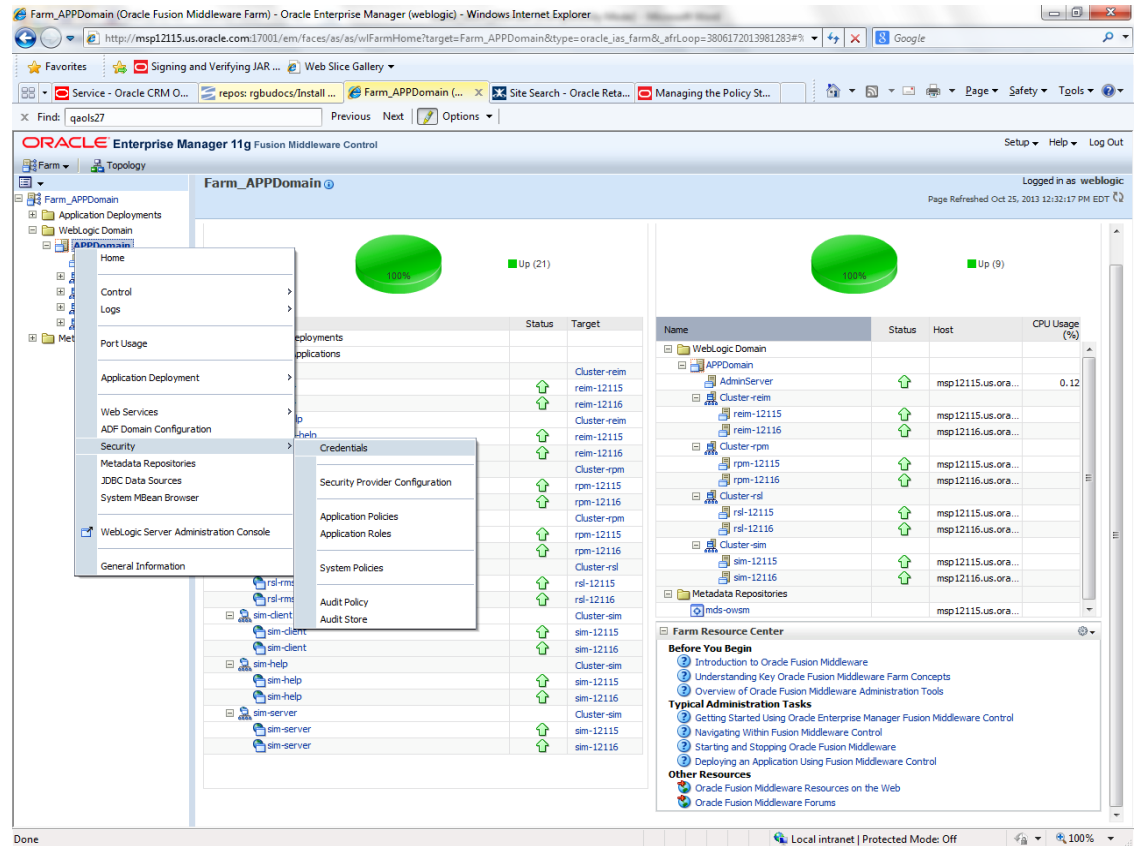 Farm_APPDomain (Oracle Fusion Middleware Farm) - Oracle Enterprise Manager (weblogic) - Windows Internet Explorer
http://msp12115.us.oracle.com:17001/em/faces/as/as/wlFarmHome?target=Farm_APPDomain&type=oracle_ias_farm&_afrLoop=3806172013981283#%
Google
Favorites Signing and Verifying JAR ... Web Slice Gallery
Service - Oracle CRM O... repos: rgbudocs/Install ... Farm_APPDomain (... X Site Search - Oracle Reta... Managing the Policy St... Page Safety Tools
X Find: qaols27 Previous Next Options
ORACLE Enterprise Manager 11g Fusion Middleware Control Setup Help Log Out
Farm Topology
Farm_APPDomain Logged in as weblogic
Page Refreshed Oct 25, 2013 12:32:17 PM EDT
Farm_APPDomain
Application Deployments
WebLogic Domain
APPDomain
Met
Home
Control
Logs
Port Usage
Application Deployment
Web Services
ADF Domain Configuration
Security
Metadata Repositories
JDBC Data Sources
System MBean Browser
WebLogic Server Administration Console
General Information
Credentials
Security Provider Configuration
Application Policies
Application Roles
System Policies
Audit Policy
Audit Store
100% Up (21)
Status Target
eployments
pplications
Cluster-reim
reim-12115
reim-12116
lp Cluster-reim
-help reim-12115
reim-12116
Cluster-rpm
rpm-12115
rpm-12116
Cluster-rpm
rpm-12115
rpm-12116
Cluster-rsl
rsl-rms rsl-12115
rsl-rms rsl-12116
sim-client Cluster-sim
sim-client sim-12115
sim-client sim-12116
sim-help Cluster-sim
sim-help sim-12115
sim-help sim-12116
sim-server Cluster-sim
sim-server sim-12115
sim-server sim-12116
100% Up (9)
Name Status Host CPU Usage (%)
WebLogic Domain
APPDomain
AdminServer msp12115.us.ora... 0.12
Cluster-reim
reim-12115 msp12115.us.ora...
reim-12116 msp12116.us.ora...
Cluster-rpm
rpm-12115 msp12115.us.ora...
rpm-12116 msp12116.us.ora...
Cluster-rsl
rsl-12115 msp12115.us.ora...
rsl-12116 msp12116.us.ora...
Cluster-sim
sim-12115 msp12115.us.ora...
sim-12116 msp12116.us.ora...
Metadata Repositories
mds-owsm msp12115.us.ora...
Farm Resource Center
Before You Begin
Introduction to Oracle Fusion Middleware
Understanding Key Oracle Fusion Middleware Farm Concepts
Overview of Oracle Fusion Middleware Administration Tools
Typical Administration Tasks
Getting Started Using Oracle Enterprise Manager Fusion Middleware Control
Navigating Within Fusion Middleware Control
Starting and Stopping Oracle Fusion Middleware
Deploying an Application Using Fusion Middleware Control
Other Resources
Oracle Fusion Middleware Resources on the Web
Oracle Fusion Middleware Forums
Done Local intranet | Protected Mode: Off 100%